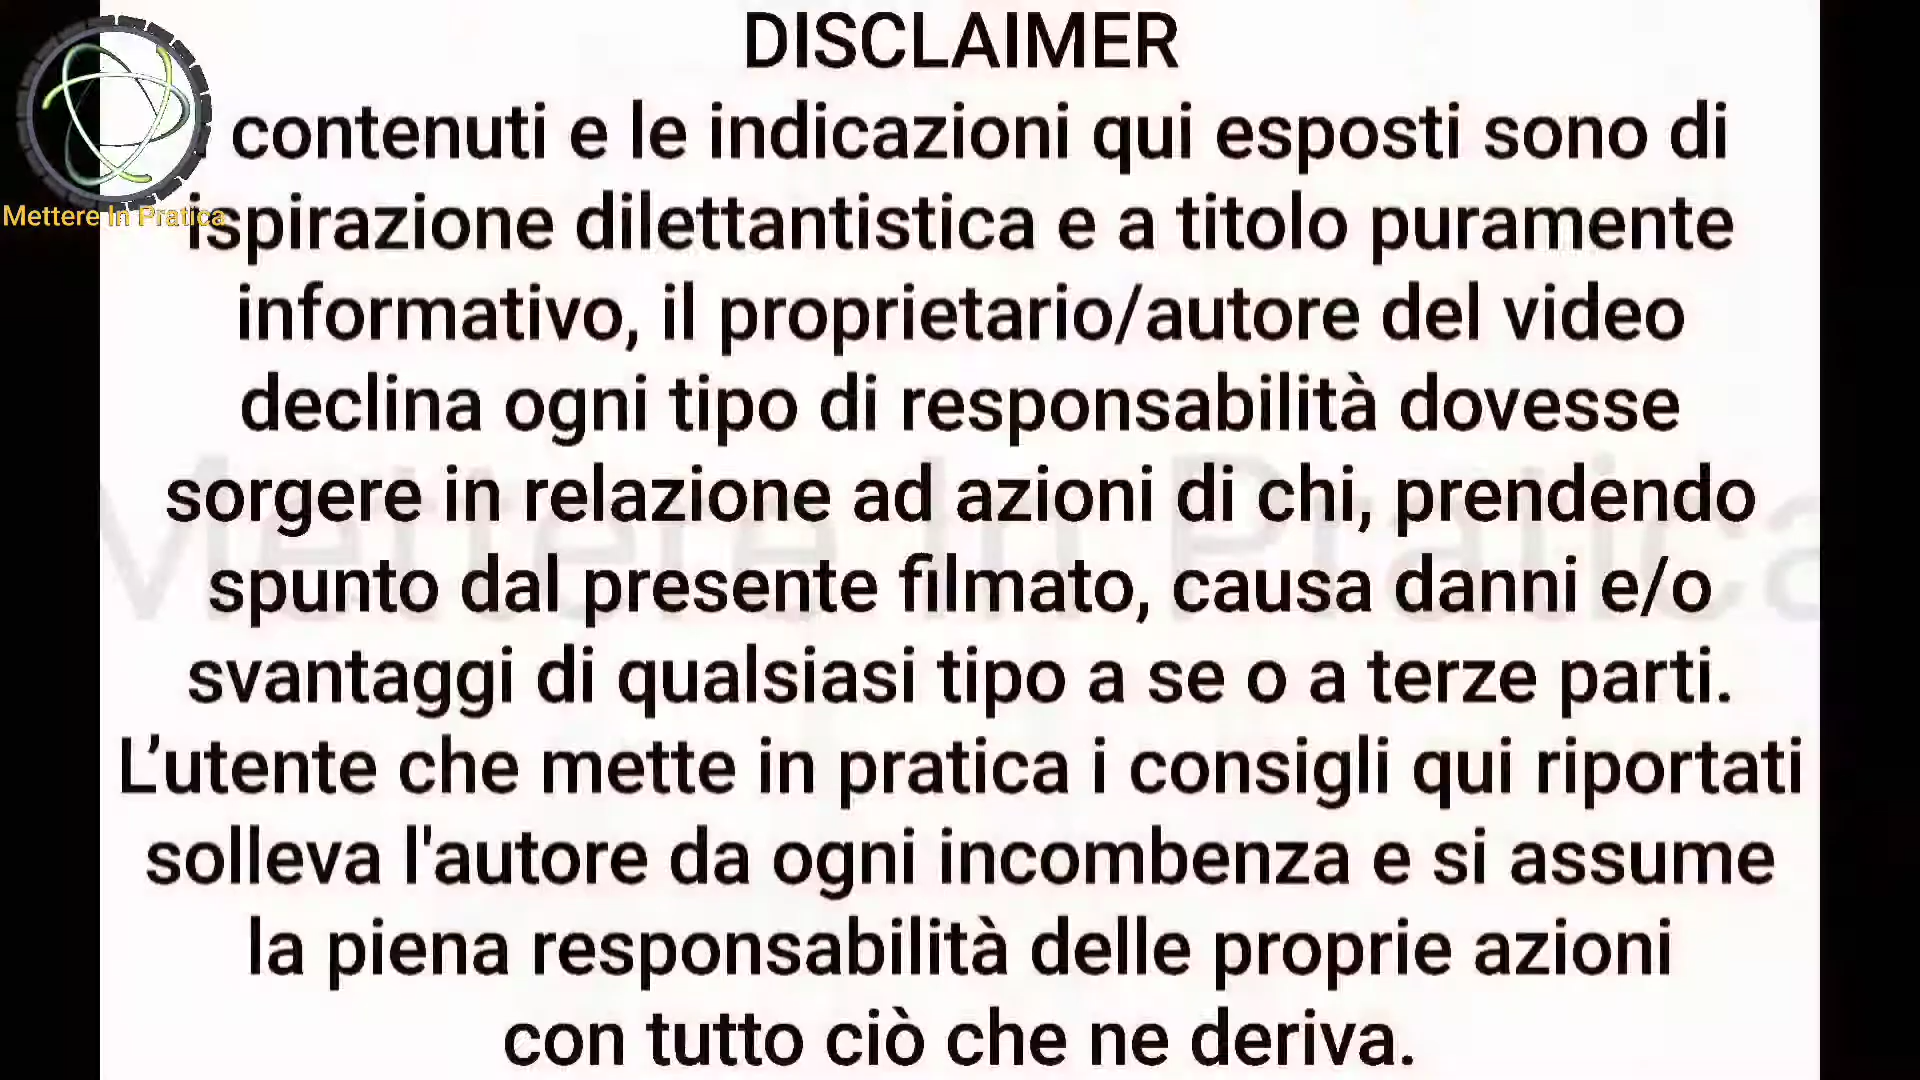 DISCLAIMER
contenuti e le indicazioni qui esposti sono di
ispirazione dilettantistica e a titolo puramente
informativo, il proprietario/autore del video
declina ogni tipo di responsabilità dovesse
sorgere in relazione ad azioni di chi, prendendo
spunto dal presente filmato, causa danni e/o
svantaggi di qualsiasi tipo a se o a terze parti.
L’utente che mette in pratica i consigli qui riportati
solleva l'autore da ogni incombenza e si assume
la piena responsabilità delle proprie azioni
con tutto ciò che ne deriva.
Mettere In Pratica
Mettere In Pratica